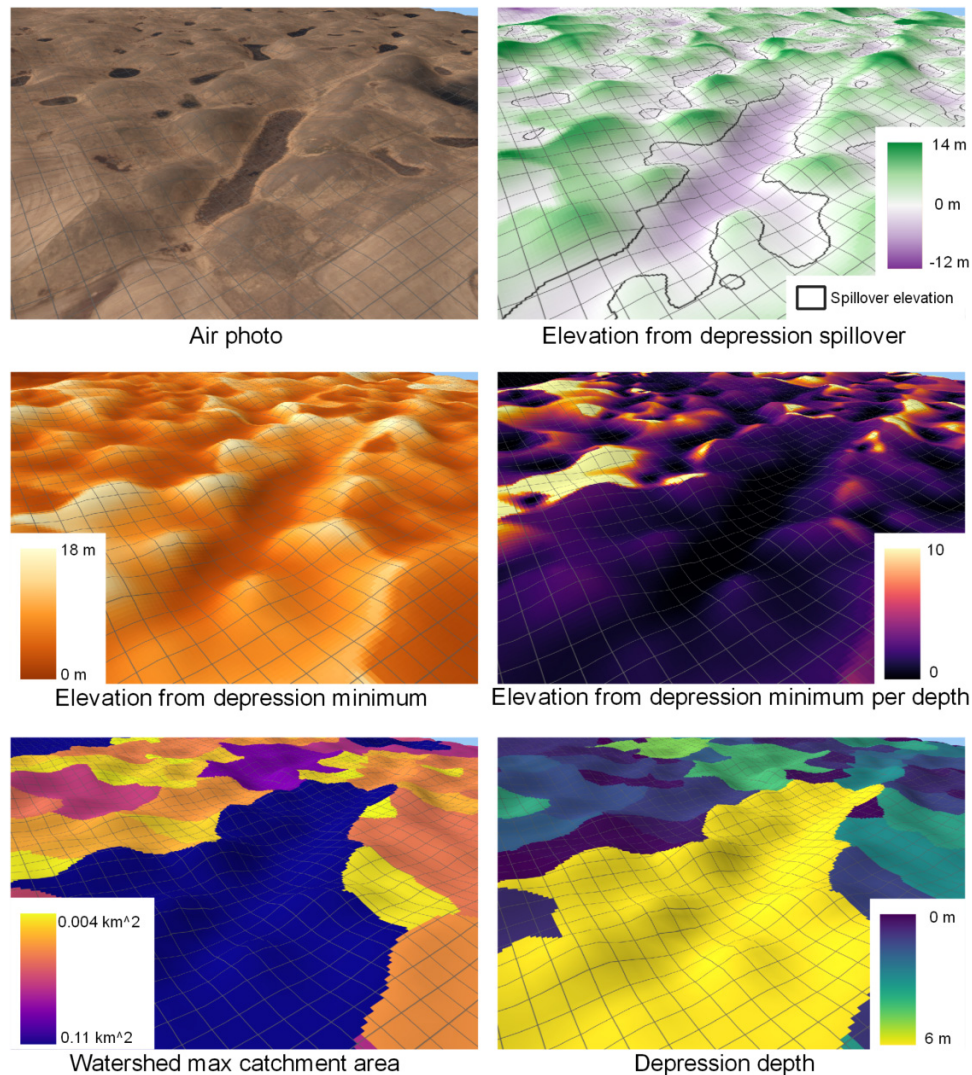 14 m
0 m
-12 m
Spillover elevation
Air photo
Elevation from depression spillover
18 m
0 m
10
0
Elevation from depression minimum
Elevation from depression minimum per depth
0.004 km^2
0.11 km^2
0 m
6 m
Watershed max catchment area
Depression depth